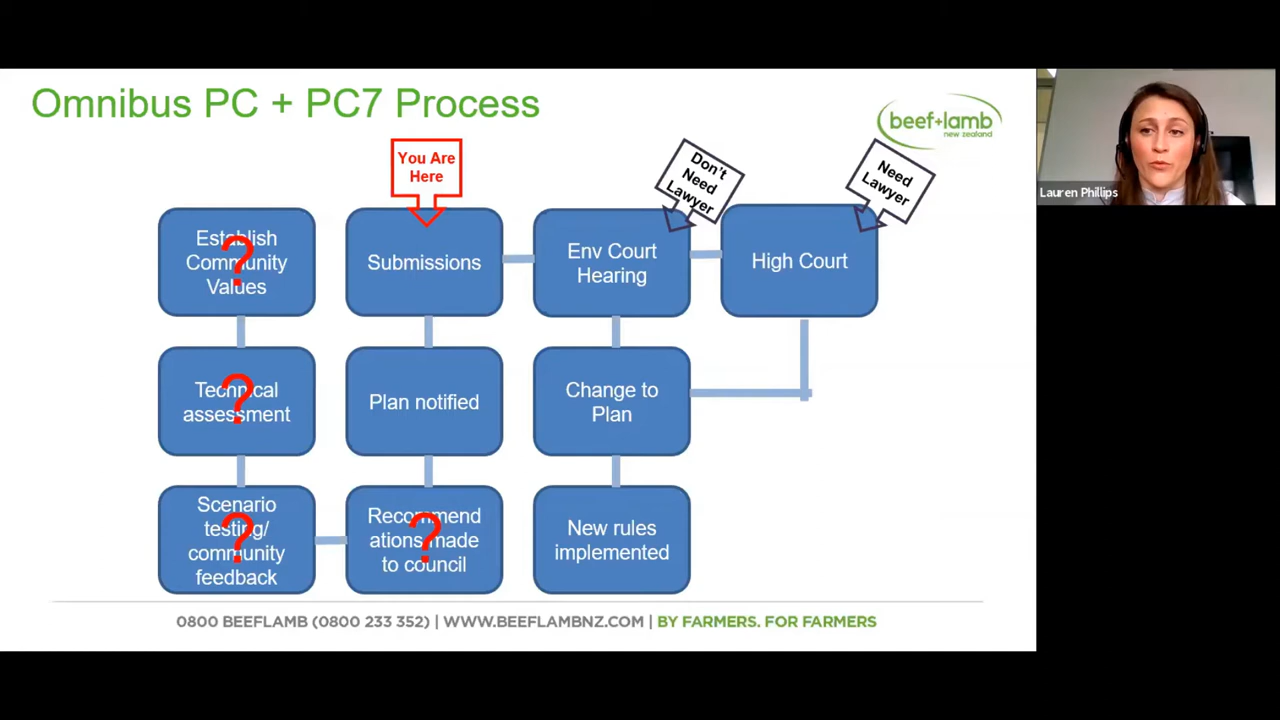 Omnibus PC + PC7 Process
beef+lamb
new zealand
Lauren Phillips
You Are
Here
Don't
Need
Lawyer
Need
Lawyer
Establish
Community
Values
?
Submissions
Env Court
Hearing
High Court
Technical
assessment
?
Plan notified
Change to
Plan
Scenario
testing/
community
feedback
?
Recommend
ations made
to council
?
New rules
implemented
0800 BEEFLAMB (0800 233 352) | WWW.BEEFLAMBNZ.COM | BY FARMERS. FOR FARMERS